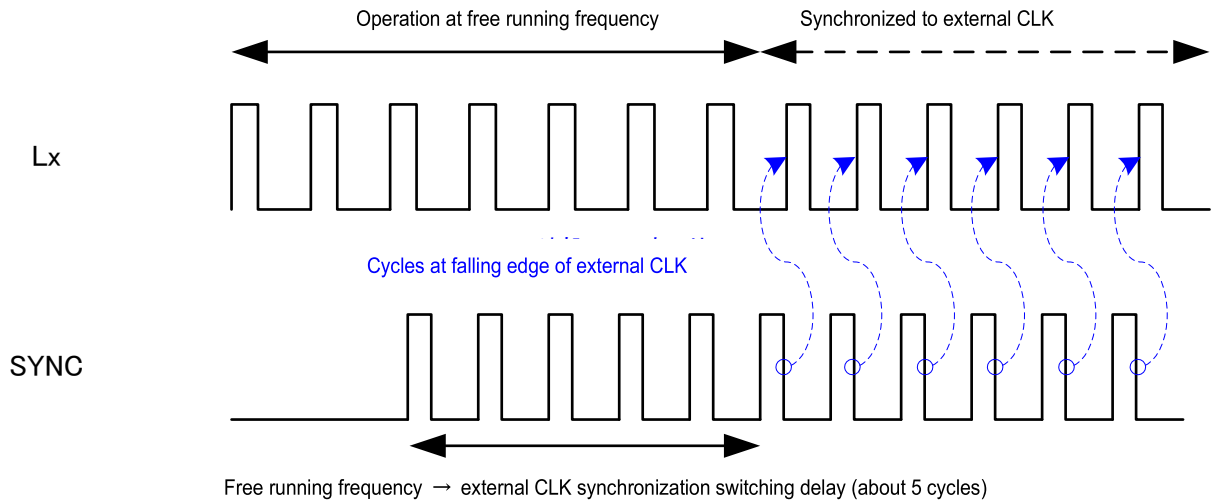 Operation at free running frequency
Synchronized to external CLK
Lx
Cycles at falling edge of external CLK
SYNC
Free running frequency → external CLK synchronization switching delay (about 5 cycles)